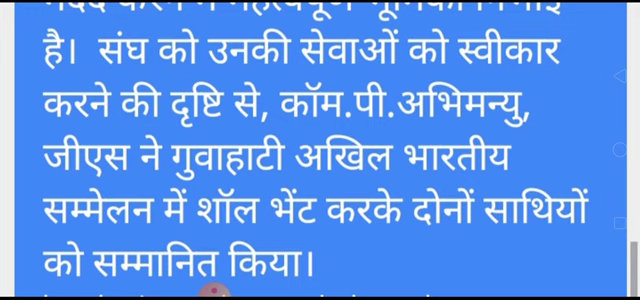 है। संघ को उनकी सेवाओं को स्वीकार
करने की दृष्टि से, कॉम.पी.अभिमन्यु,
जीएस ने गुवाहाटी अखिल भारतीय
सम्मेलन में शॉल भेंट करके दोनों साथियों
को सम्मानित किया।